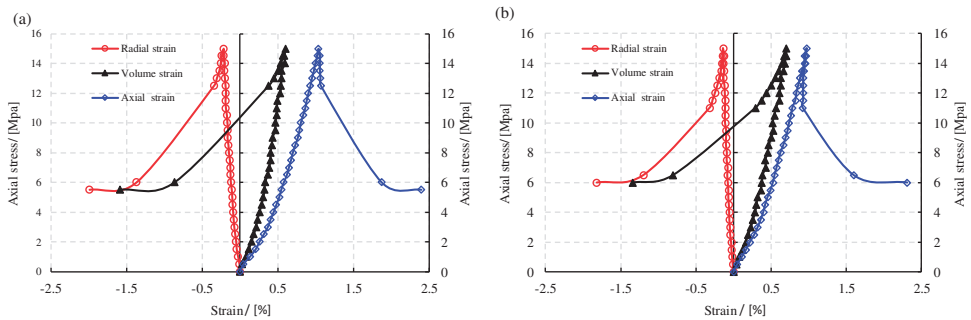 (a)
16
14
12
10
8
6
4
2
0
Axial stress/ [Mpa]
Radial strain
Volume strain
Axial strain
16
14
12
10
8
6
4
2
0
Axial stress/ [Mpa]
-2.5 -1.5 -0.5 0.5 1.5 2.5
Strain/ [%]
(b)
16
14
12
10
8
6
4
2
0
Axial stress/ [Mpa]
Radial strain
Volume strain
Axial strain
16
14
12
10
8
6
4
2
0
Axial stress/ [Mpa]
-2.5 -1.5 -0.5 0.5 1.5 2.5
Strain/ [%]